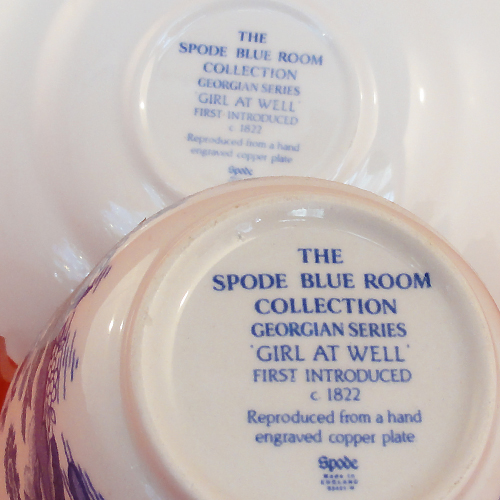 THE
SPODE BLUE ROOM
COLLECTION
GEORGIAN SERIES
'GIRL AT WELL'
FIRST INTRODUCED
c. 1822
Reproduced from a hand
engraved copper plate
Spode
THE
SPODE BLUE ROOM
COLLECTION
GEORGIAN SERIES
'GIRL AT WELL'
FIRST INTRODUCED
c. 1822
Reproduced from a hand
engraved copper plate
Spode
MADE IN
ENGLAND